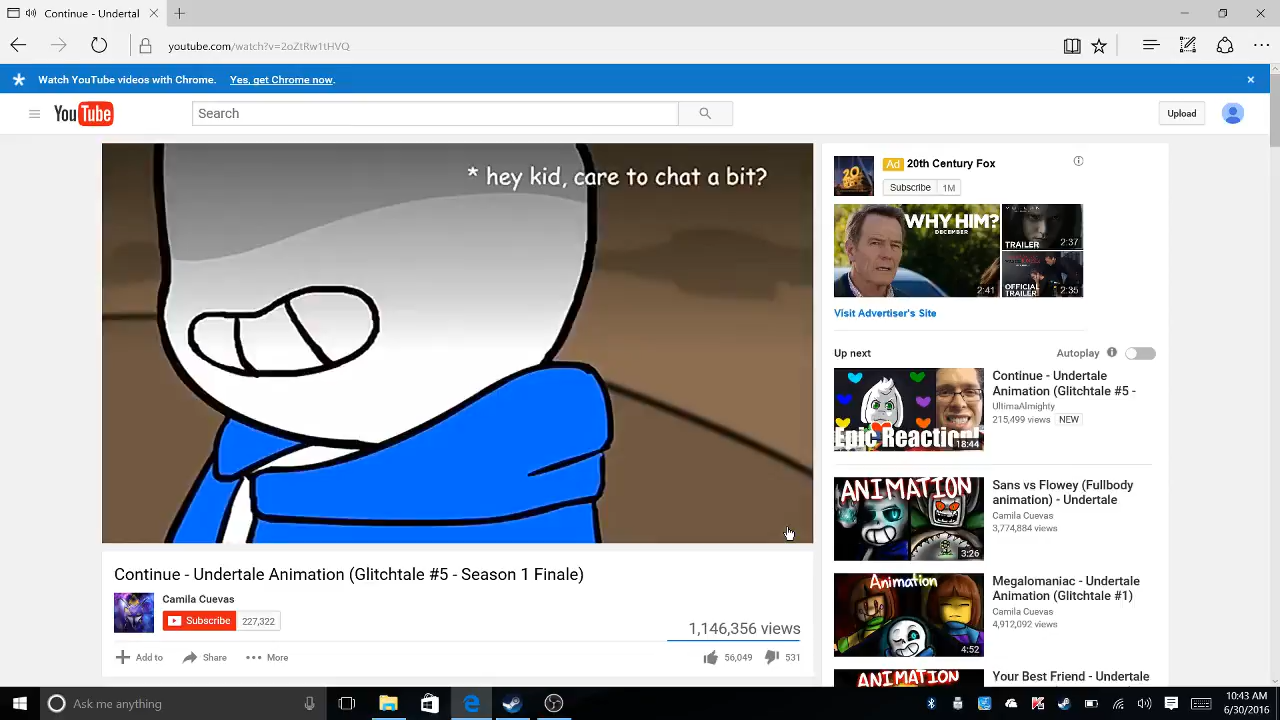 Continue - Undertal
youtube.com/watch?v=2oZtRw1tHVQ
Watch YouTube videos with Chrome. Yes, get Chrome now.
YouTube
Search
Upload
* hey kid, care to chat a bit?
Continue - Undertale Animation (Glitchtale #5 - Season 1 Finale)
Camila Cuevas
Subscribe 227,322
1,146,356 views
Add to Share More
56,049 531
Ad 20th Century Fox
Subscribe 1M
WHY HIM?
DECEMBER
2:41
TRAILER 2:37
OFFICIAL
TRAILER 2:35
Visit Advertiser's Site
Up next Autoplay
Epic Reaction!
18:44
Continue - Undertale
Animation (Glitchtale #5 -
UltimaAlmighty
215,499 views NEW
ANIMATION
3:26
Sans vs Flowey (Fullbody
animation) - Undertale
Camila Cuevas
3,774,884 views
Animation
4:52
Megalomaniac - Undertale
Animation (Glitchtale #1)
Camila Cuevas
4,912,092 views
ANIMATION
Your Best Friend - Undertale
Ask me anything
10:43 AM
6/30/2016